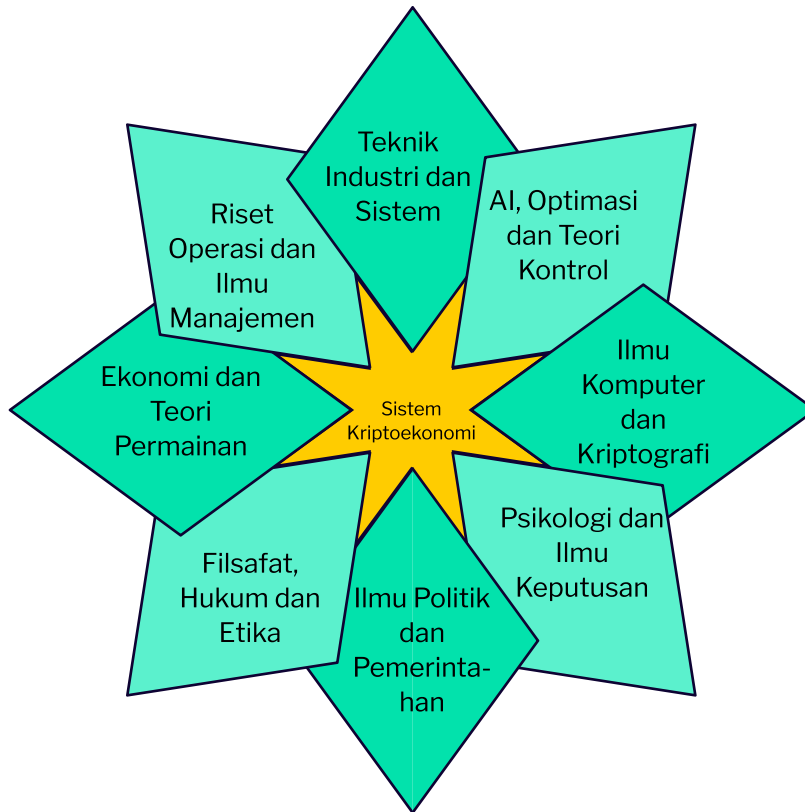 Teknik
Industri dan
Sistem
AI, Optimasi
dan Teori
Kontrol
Ilmu
Komputer
dan
Kriptografi
Psikologi dan
Ilmu
Keputusan
Ilmu Politik
dan
Pemerinta-
han
Filsafat,
Hukum dan
Etika
Ekonomi dan
Teori
Permainan
Riset
Operasi dan
Ilmu
Manajemen
Sistem
Kriptoekonomi